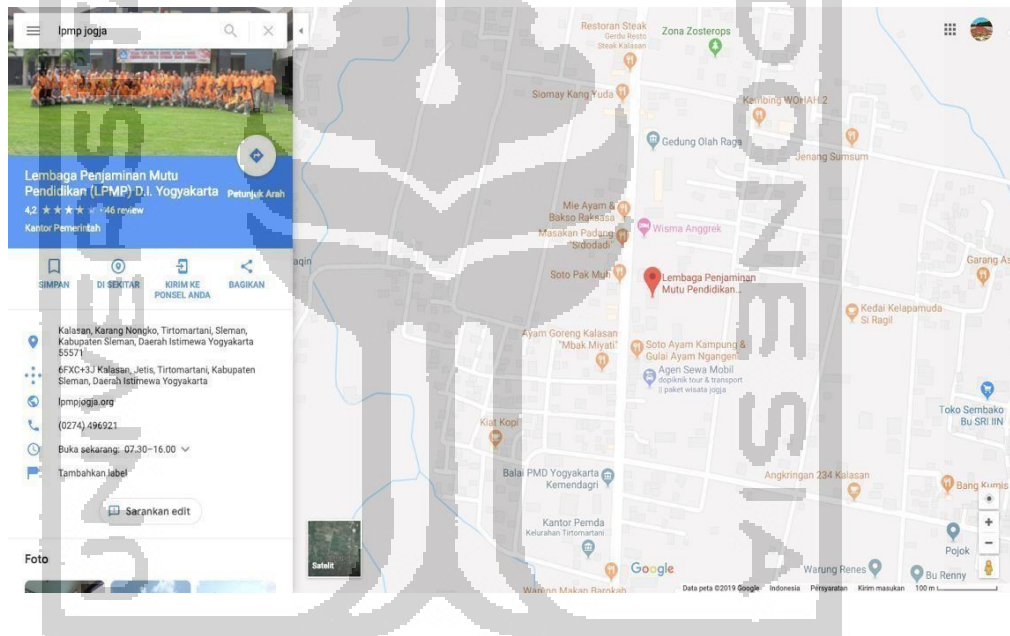 lpmp jogja
Lembaga Penjaminan Mutu
Pendidikan (LPMP) D.I. Yogyakarta
Petunjuk Arah
4,2 ★★★★☆ · 46 review
Kantor Pemerintah
SIMPAN
DI SEKITAR
KIRIM KE
PONSEL ANDA
BAGIKAN
Kalasan, Karang Nongko, Tirtomartani, Sleman,
Kabupaten Sleman, Daerah Istimewa Yogyakarta
55571
6FXC+3J Kalasan, Jetis, Tirtomartani, Kabupaten
Sleman, Daerah Istimewa Yogyakarta
lpmpjogja.org
(0274) 496921
Buka sekarang: 07.30–16.00
Tambahkan label
Sarankan edit
Foto
Satelit
Restoran Steak
Gerdu Resto
Steak Kalasan
Zona Zosterops
Siomay Kang Yuda
Kambing WOHAH 2
Gedung Olah Raga
Jenang Sumsum
Mie Ayam &
Bakso Raksasa
Masakan Padang
"Sidodadi"
Wisma Anggrek
aqin
Soto Pak Muh
Lembaga Penjaminan
Mutu Pendidikan...
Garang As
Kedai Kelapamuda
Si Ragil
Ayam Goreng Kalasan
"Mbak Miyati"
Soto Ayam Kampung &
Gulai Ayam Ngangeni
Agen Sewa Mobil
dopiknik tour & transport
|| paket wisata jogja
Toko Sembako
Bu SRI IIN
Kiat Kopi
Balai PMD Yogyakarta
Kemendagri
Angkringan 234 Kalasan
Bang Kumis
Kantor Pemda
Kelurahan Tirtomartani...
Pojok
Warung Renes
Bu Renny
Warung Makan Barokah
Google
Data peta ©2019 Google Indonesia Persyaratan Kirim masukan 100 m